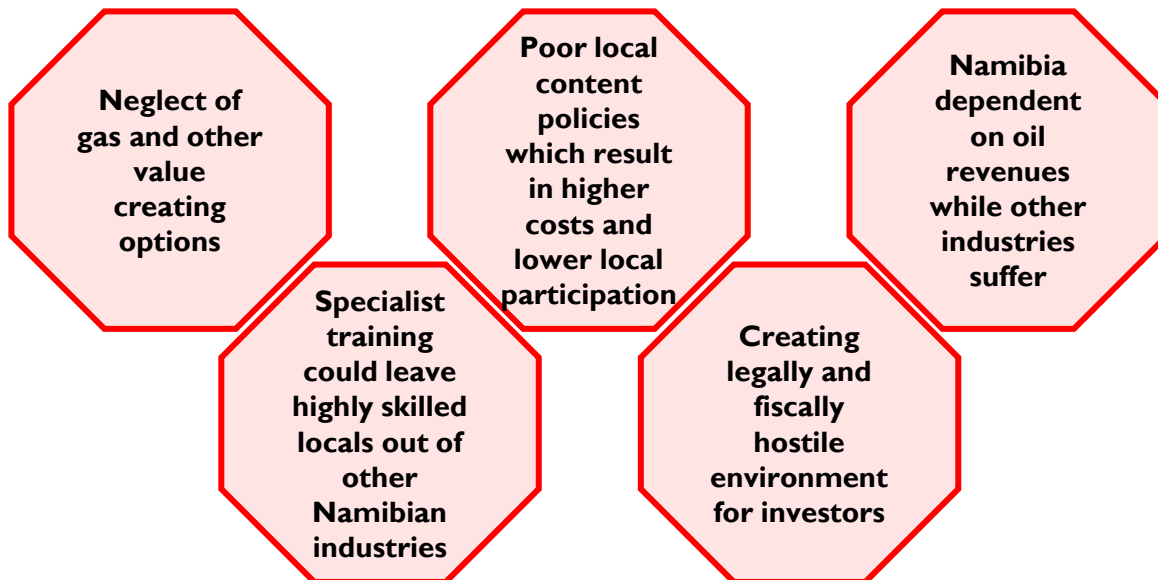 Neglect of
gas and other
value
creating
options
Poor local
content
policies
which result
in higher
costs and
lower local
participation
Namibia
dependent
on oil
revenues
while other
industries
suffer
Specialist
training
could leave
highly skilled
locals out of
other
Namibian
industries
Creating
legally and
fiscally
hostile
environment
for investors